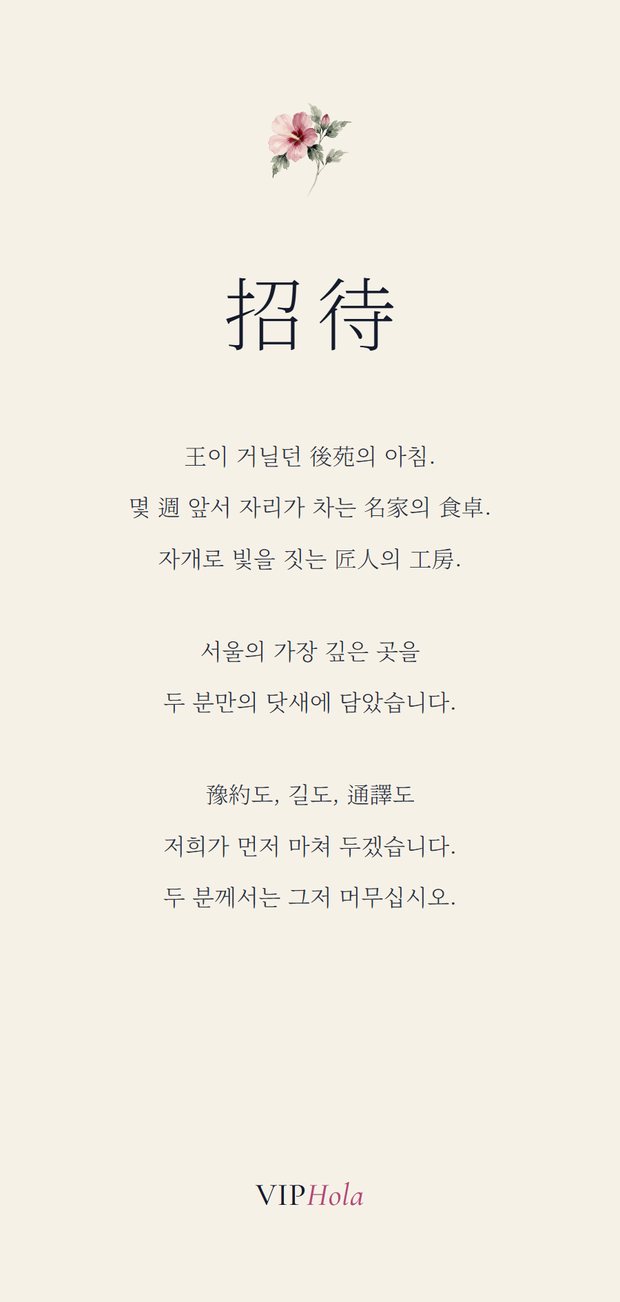 招待
王이 거닐던 後苑의 아침.
몇 週 앞서 자리가 차는 名家의 食卓.
자개로 빛을 짓는 匠人의 工房.
서울의 가장 깊은 곳을
두 분만의 닷새에 담았습니다.
豫約도, 길도, 通譯도
저희가 먼저 마쳐 두겠습니다.
두 분께서는 그저 머무십시오.
VIPHola